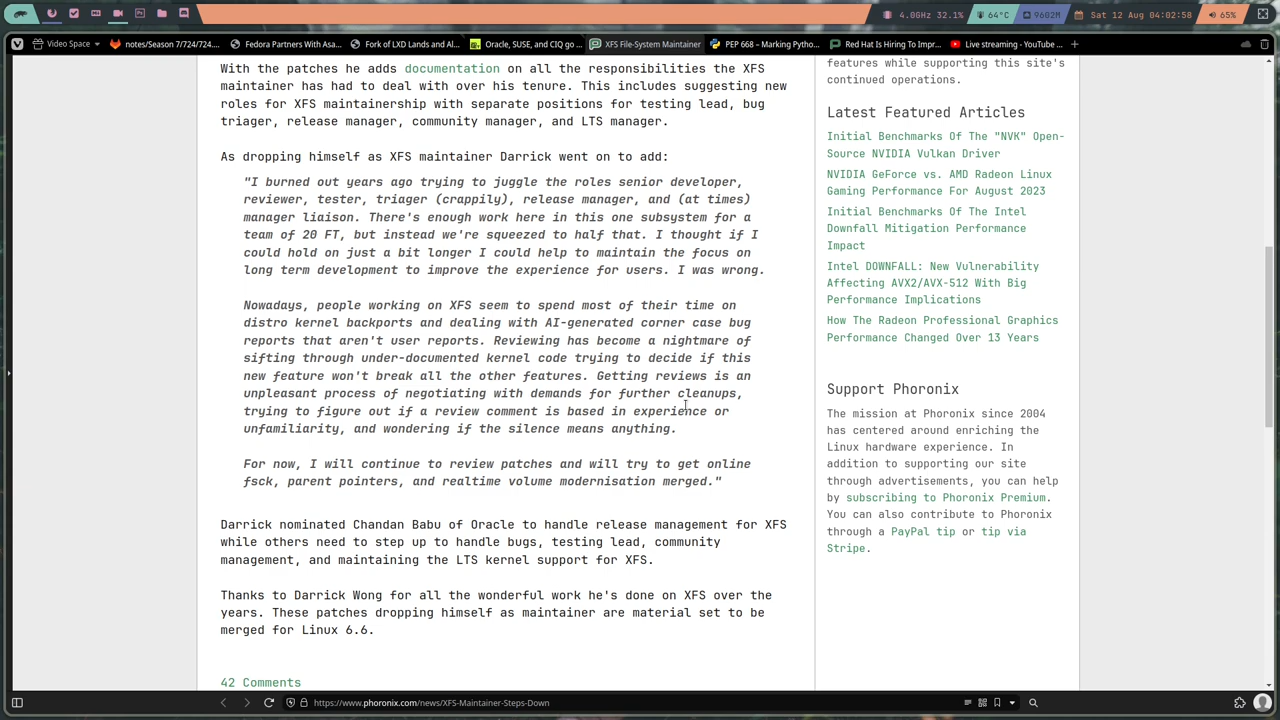 4.0GHz 32.1%
64°C
9602M
Sat 12 Aug 04:02:58
65%
Video Space
notes/Season 7/724/724....
Fedora Partners With Asa...
Fork of LXD Lands and Al...
Oracle, SUSE, and CIQ go ...
XFS File-System Maintainer
PEP 668 – Marking Python...
Red Hat Is Hiring To Impr...
Live streaming - YouTube ...
With the patches he adds documentation on all the responsibilities the XFS
maintainer has had to deal with over his tenure. This includes suggesting new
roles for XFS maintainership with separate positions for testing lead, bug
triager, release manager, community manager, and LTS manager.
As dropping himself as XFS maintainer Darrick went on to add:
"I burned out years ago trying to juggle the roles senior developer,
reviewer, tester, triager (crappily), release manager, and (at times)
manager liaison. There's enough work here in this one subsystem for a
team of 20 FT, but instead we're squeezed to half that. I thought if I
could hold on just a bit longer I could help to maintain the focus on
long term development to improve the experience for users. I was wrong.
Nowadays, people working on XFS seem to spend most of their time on
distro kernel backports and dealing with AI-generated corner case bug
reports that aren't user reports. Reviewing has become a nightmare of
sifting through under-documented kernel code trying to decide if this
new feature won't break all the other features. Getting reviews is an
unpleasant process of negotiating with demands for further cleanups,
trying to figure out if a review comment is based in experience or
unfamiliarity, and wondering if the silence means anything.
For now, I will continue to review patches and will try to get online
fsck, parent pointers, and realtime volume modernisation merged."
Darrick nominated Chandan Babu of Oracle to handle release management for XFS
while others need to step up to handle bugs, testing lead, community
management, and maintaining the LTS kernel support for XFS.
Thanks to Darrick Wong for all the wonderful work he's done on XFS over the
years. These patches dropping himself as maintainer are material set to be
merged for Linux 6.6.
42 Comments
features while supporting this site's
continued operations.
Latest Featured Articles
Initial Benchmarks Of The "NVK" Open-
Source NVIDIA Vulkan Driver
NVIDIA GeForce vs. AMD Radeon Linux
Gaming Performance For August 2023
Initial Benchmarks Of The Intel
Downfall Mitigation Performance
Impact
Intel DOWNFALL: New Vulnerability
Affecting AVX2/AVX-512 With Big
Performance Implications
How The Radeon Professional Graphics
Performance Changed Over 13 Years
Support Phoronix
The mission at Phoronix since 2004
has centered around enriching the
Linux hardware experience. In
addition to supporting our site
through advertisements, you can help
by subscribing to Phoronix Premium.
You can also contribute to Phoronix
through a PayPal tip or tip via
Stripe.
https://www.phoronix.com/news/XFS-Maintainer-Steps-Down